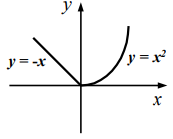 y
y = -x
y = x²
x